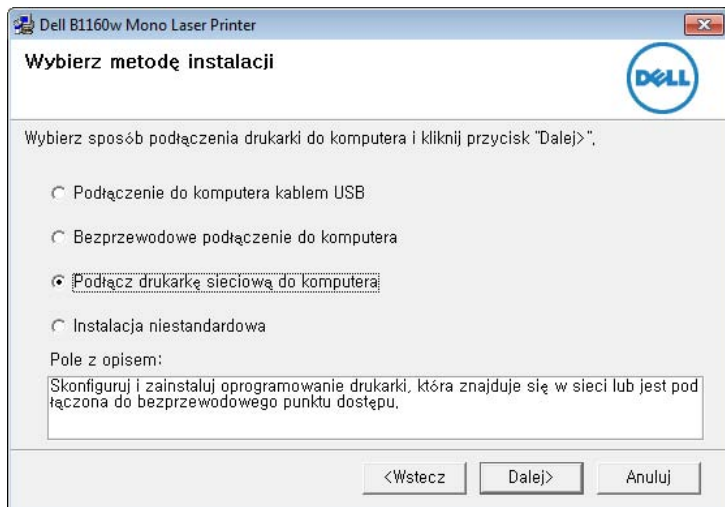 Dell B1160w Mono Laser Printer
Wybierz metodę instalacji
DELL
Wybierz sposób podłączenia drukarki do komputera i kliknij przycisk "Dalej>".
Podłączenie do komputera kablem USB
Bezprzewodowe podłączenie do komputera
Podłącz drukarkę sieciową do komputera
Instalacja niestandardowa
Pole z opisem:
Skonfiguruj i zainstaluj oprogramowanie drukarki, która znajduje się w sieci lub jest pod
łączona do bezprzewodowego punktu dostępu.
<Wstecz
Dalej>
Anuluj